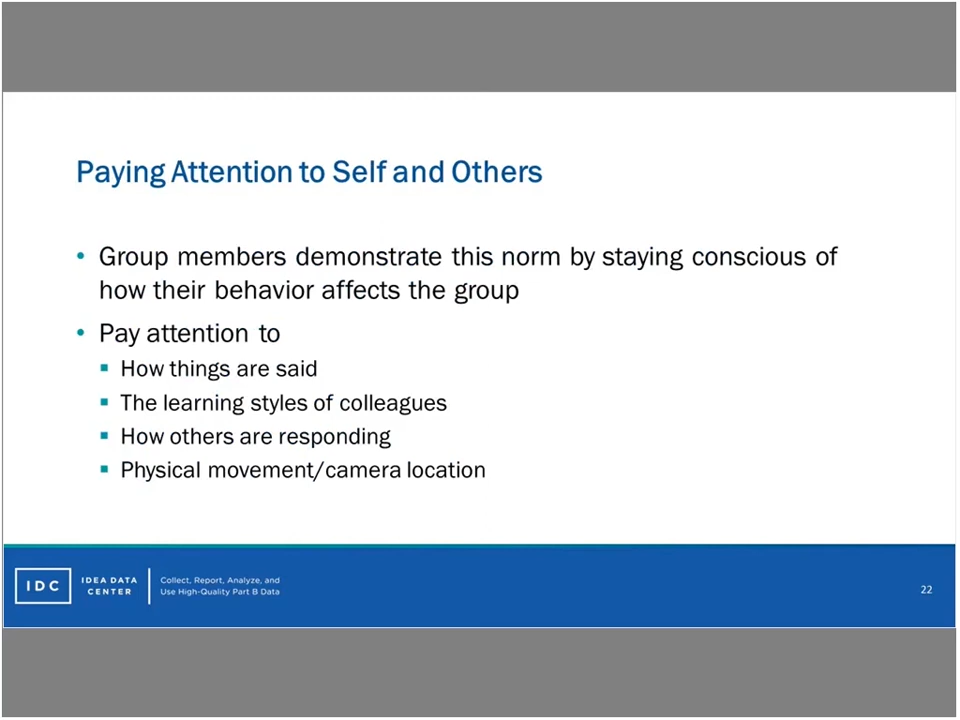 Paying Attention to Self and Others
• Group members demonstrate this norm by staying conscious of
how their behavior affects the group
• Pay attention to
▪ How things are said
▪ The learning styles of colleagues
▪ How others are responding
▪ Physical movement/camera location
IDC
IDEA DATA
CENTER
Collect, Report, Analyze, and
Use High-Quality Part B Data
22